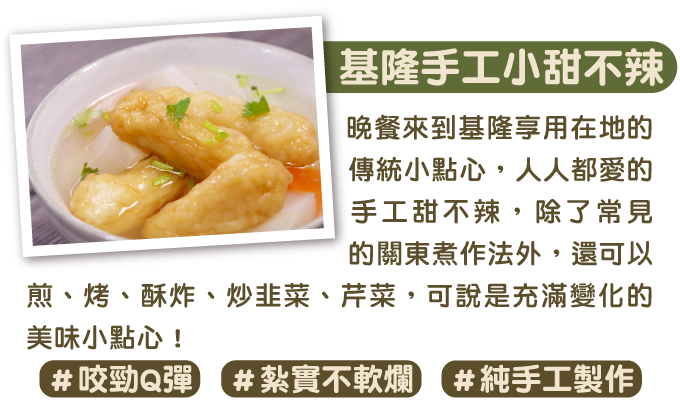 基隆手工小甜不辣
晚餐來到基隆享用在地的
傳統小點心，人人都愛的
手工甜不辣，除了常見
的關東煮作法外，還可以
煎、烤、酥炸、炒韭菜、芹菜，可說是充滿變化的
美味小點心！
#咬勁Q彈 #紮實不軟爛 #純手工製作